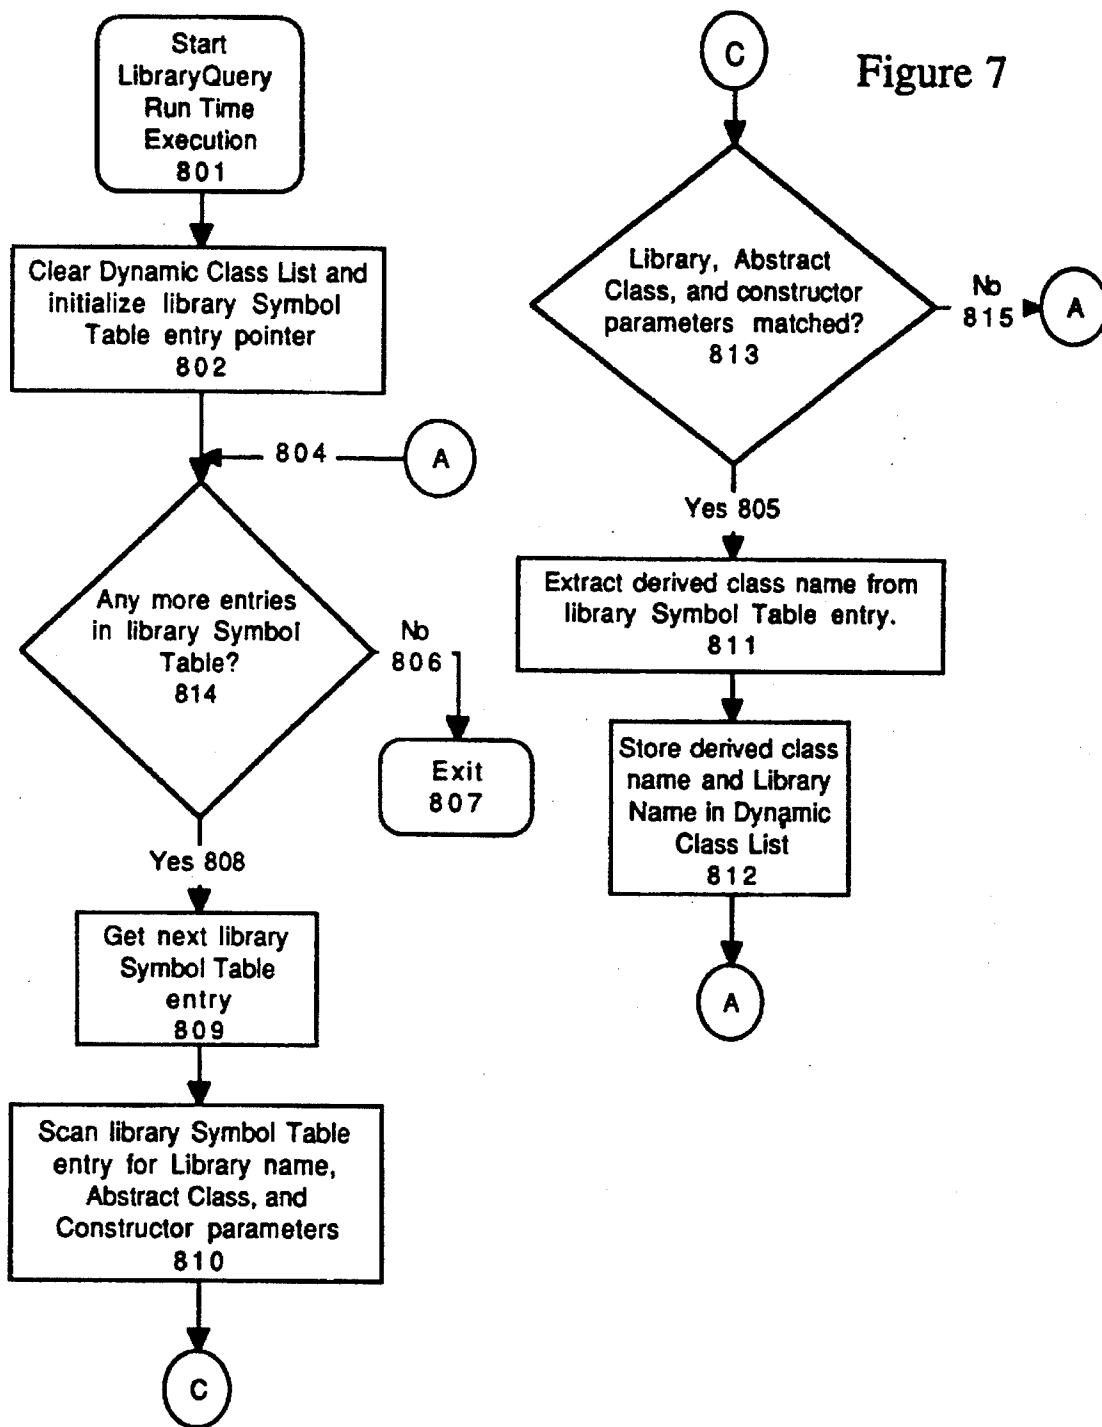 Start
LibraryQuery
Run Time
Execution
801
Clear Dynamic Class List and
initialize library Symbol
Table entry pointer
802
804
A
Any more entries
in library Symbol
Table?
814
No
806
Exit
807
Yes 808
Get next library
Symbol Table
entry
809
Scan library Symbol Table
entry for Library name,
Abstract Class, and
Constructor parameters
810
C
Figure 7
C
Library, Abstract
Class, and constructor
parameters matched?
813
No
815
A
Yes 805
Extract derived class name from
library Symbol Table entry.
811
Store derived class
name and Library
Name in Dynamic
Class List
812
A